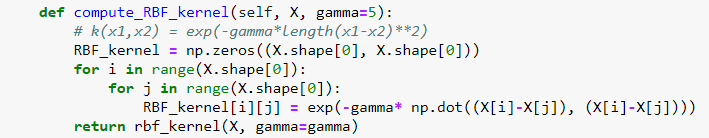 def compute_RBF_kernel(self, X, gamma=5):
    # k(x1,x2) = exp(-gamma*length(x1-x2)**2)
    RBF_kernel = np.zeros((X.shape[0], X.shape[0]))
    for i in range(X.shape[0]):
        for j in range(X.shape[0]):
            RBF_kernel[i][j] = exp(-gamma* np.dot((X[i]-X[j]), (X[i]-X[j])))
    return rbf_kernel(X, gamma=gamma)